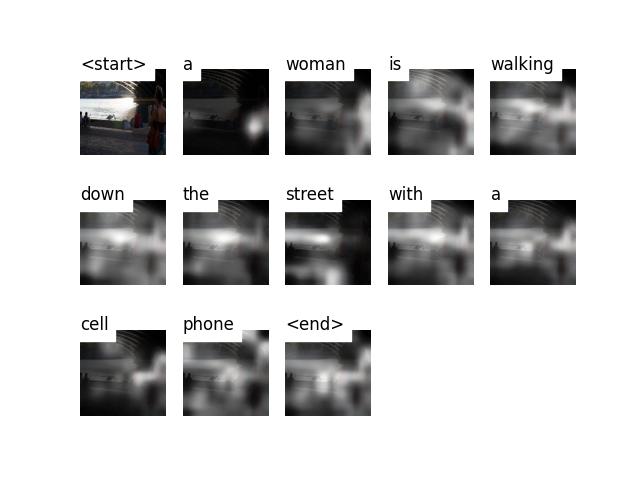 <start> a woman is walking
down the street with a
cell phone <end>